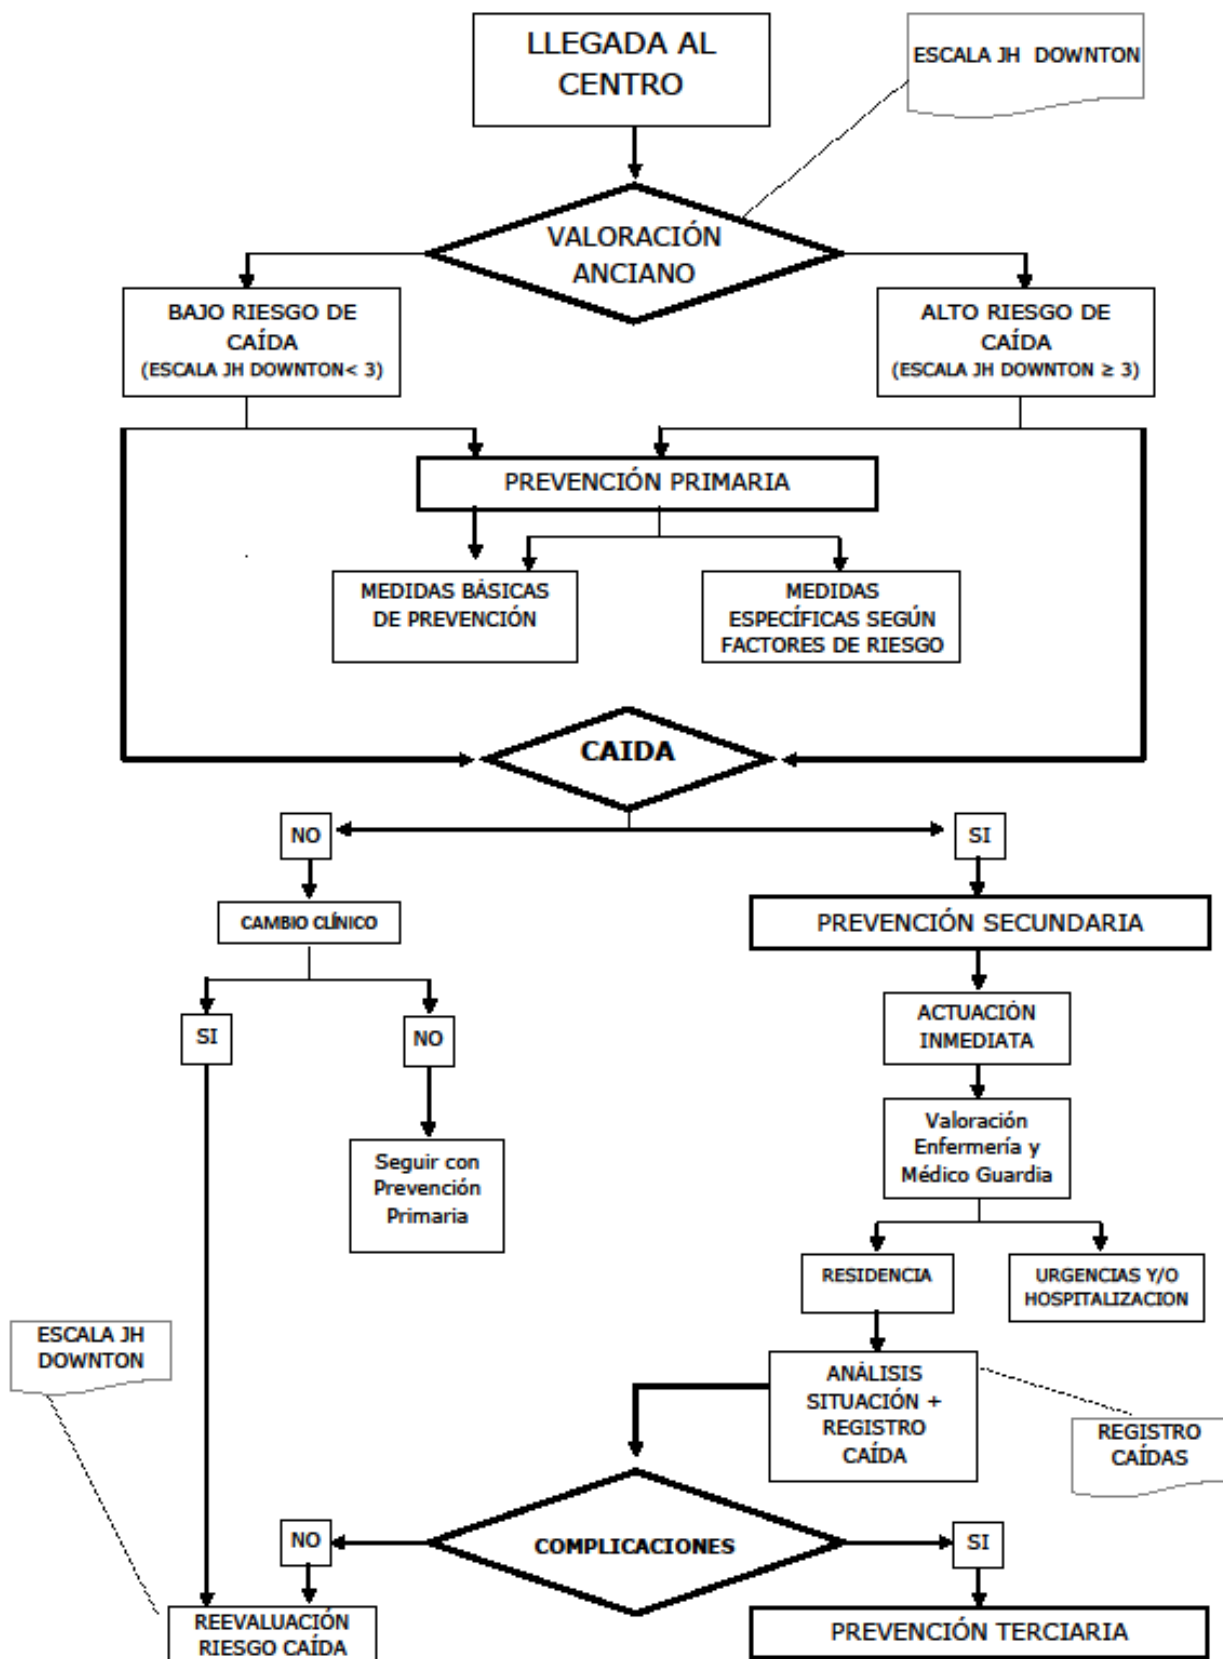 LLEGADA AL
CENTRO
ESCALA JH DOWNTON
VALORACIÓN
ANCIANO
BAJO RIESGO DE
CAÍDA
(ESCALA JH DOWNTON< 3)
ALTO RIESGO DE
CAÍDA
(ESCALA JH DOWNTON ≥ 3)
PREVENCIÓN PRIMARIA
MEDIDAS BÁSICAS
DE PREVENCIÓN
MEDIDAS
ESPECÍFICAS SEGÚN
FACTORES DE RIESGO
CAIDA
NO
SI
CAMBIO CLÍNICO
PREVENCIÓN SECUNDARIA
SI
NO
ACTUACIÓN
INMEDIATA
Seguir con
Prevención
Primaria
Valoración
Enfermería y
Médico Guardia
RESIDENCIA
URGENCIAS Y/O
HOSPITALIZACION
ESCALA JH
DOWNTON
ANÁLISIS
SITUACIÓN +
REGISTRO
CAÍDA
REGISTRO
CAÍDAS
NO
COMPLICACIONES
SI
REEVALUACIÓN
RIESGO CAÍDA
PREVENCIÓN TERCIARIA